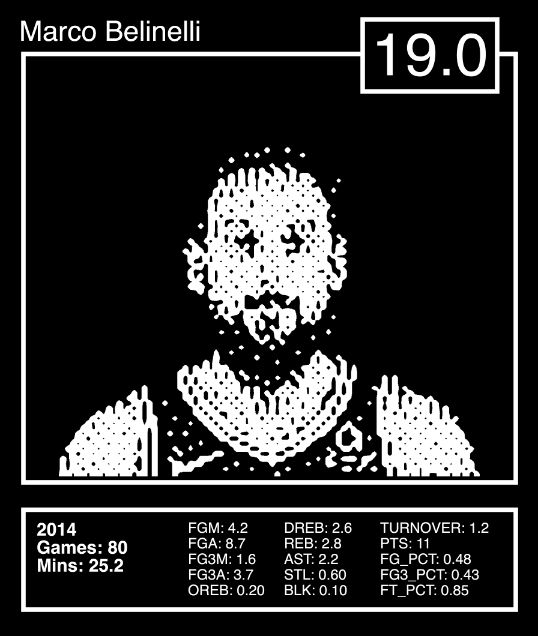 Marco Belinelli
19.0
2014
Games: 80
Mins: 25.2
FGM: 4.2
FGA: 8.7
FG3M: 1.6
FG3A: 3.7
OREB: 0.20
DREB: 2.6
REB: 2.8
AST: 2.2
STL: 0.60
BLK: 0.10
TURNOVER: 1.2
PTS: 11
FG_PCT: 0.48
FG3_PCT: 0.43
FT_PCT: 0.85